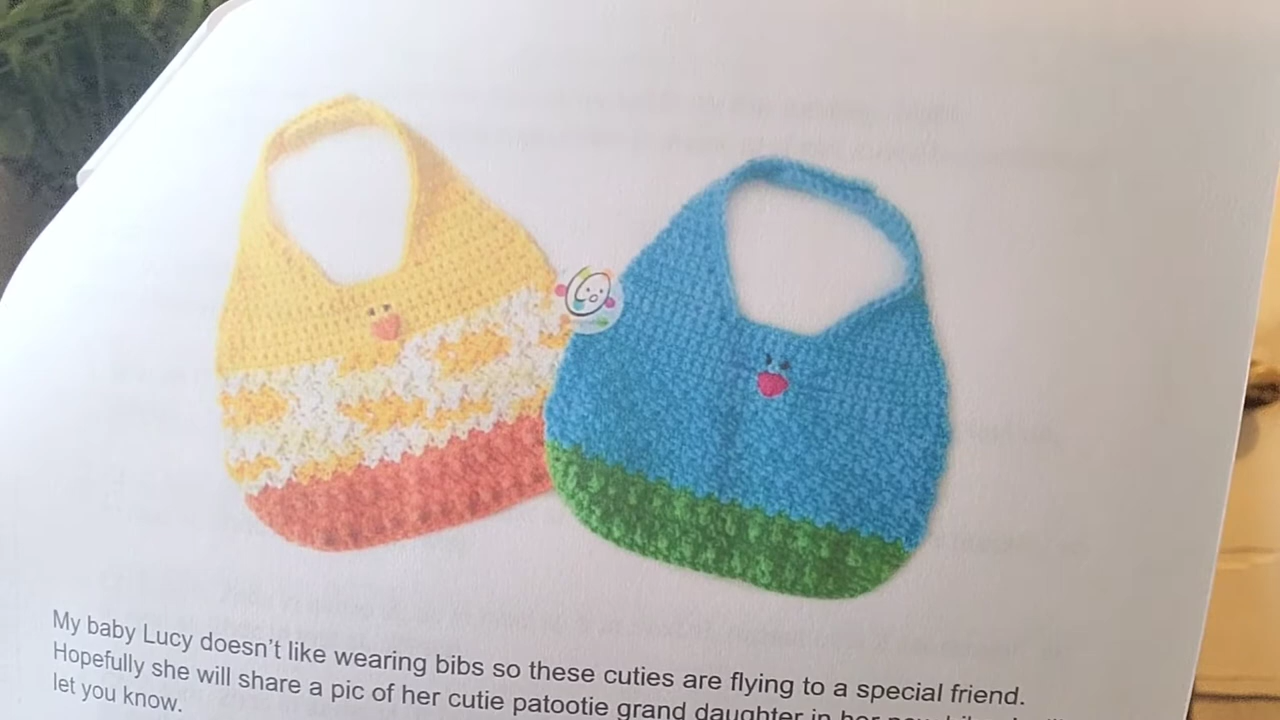 My baby Lucy doesn't like wearing bibs so these cuties are flying to a special friend.
Hopefully she will share a pic of her cutie patootie grand daughter in her new
let you know.